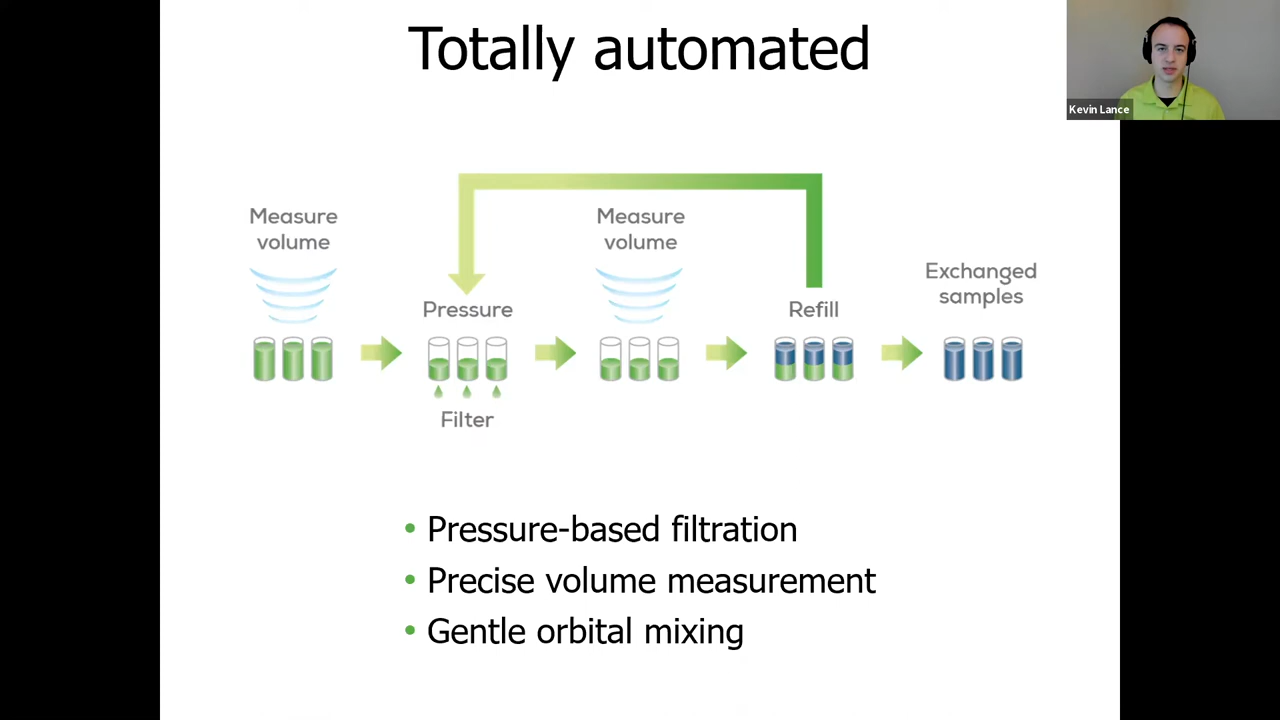 Totally automated
Kevin Lance
Measure
volume
Pressure
Filter
Measure
volume
Refill
Exchanged
samples
• Pressure-based filtration
• Precise volume measurement
• Gentle orbital mixing